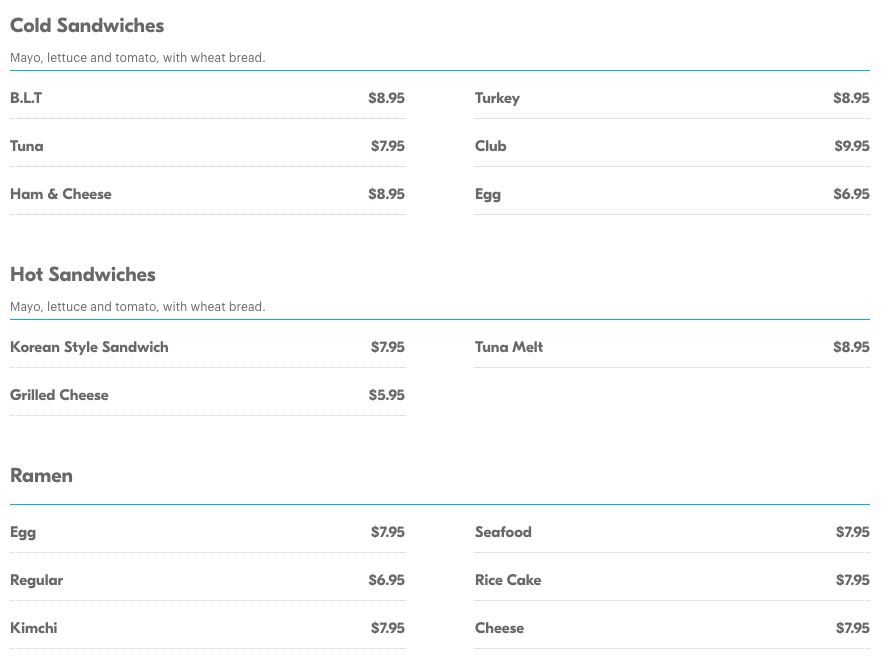 Cold Sandwiches
Mayo, lettuce and tomato, with wheat bread.
B.L.T $8.95 Turkey $8.95
Tuna $7.95 Club $9.95
Ham & Cheese $8.95 Egg $6.95
Hot Sandwiches
Mayo, lettuce and tomato, with wheat bread.
Korean Style Sandwich $7.95 Tuna Melt $8.95
Grilled Cheese $5.95
Ramen
Egg $7.95 Seafood $7.95
Regular $6.95 Rice Cake $7.95
Kimchi $7.95 Cheese $7.95